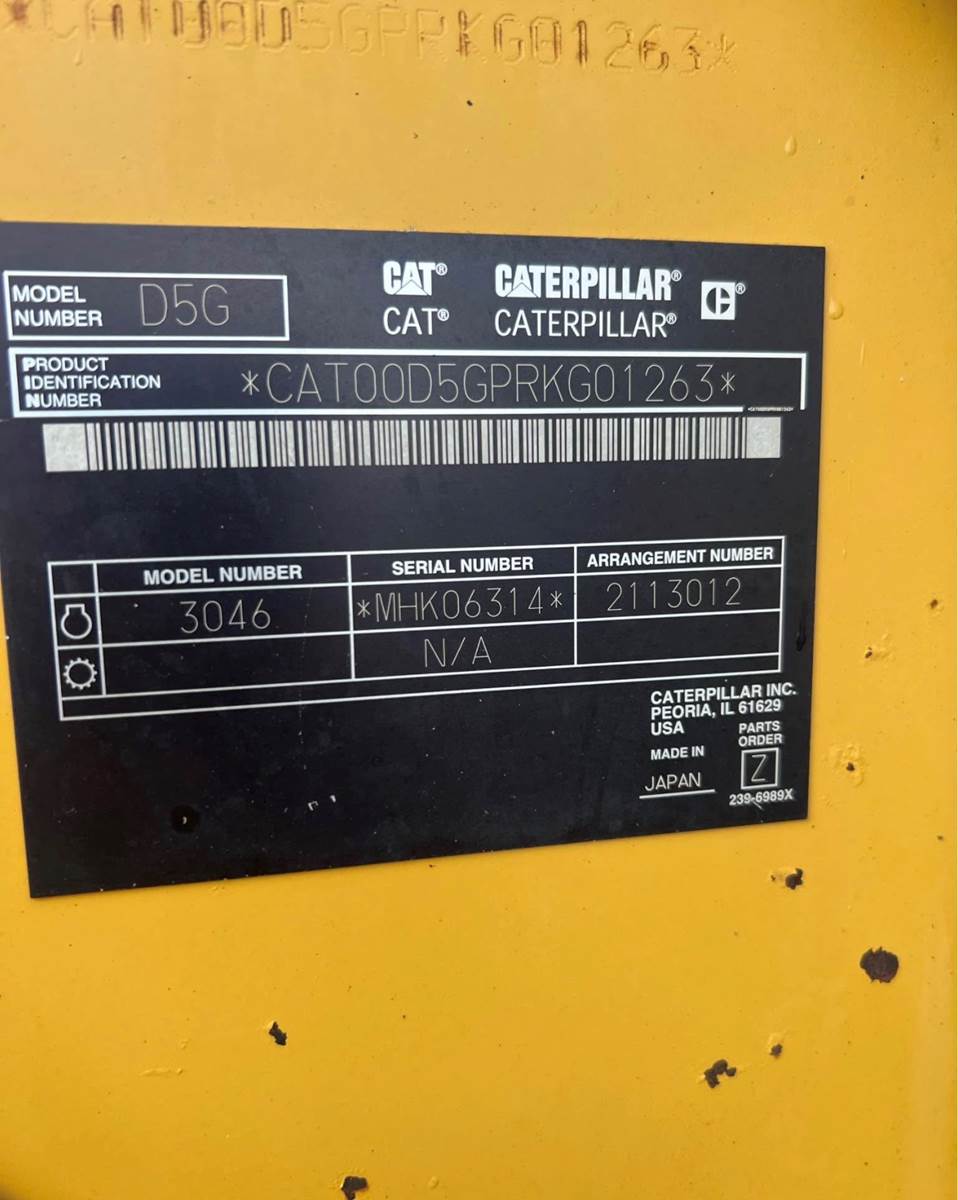 *CAT00D5GPRKG01263*
MODEL NUMBER D5G
CAT® CATERPILLAR® ®
CAT® CATERPILLAR®
PRODUCT IDENTIFICATION NUMBER *CAT00D5GPRKG01263*
MODEL NUMBER SERIAL NUMBER ARRANGEMENT NUMBER
3046 *MHK06314* 2113012
N/A
CATERPILLAR INC.
PEORIA, IL 61629
USA
PARTS ORDER
MADE IN
JAPAN
Z
239-6989X